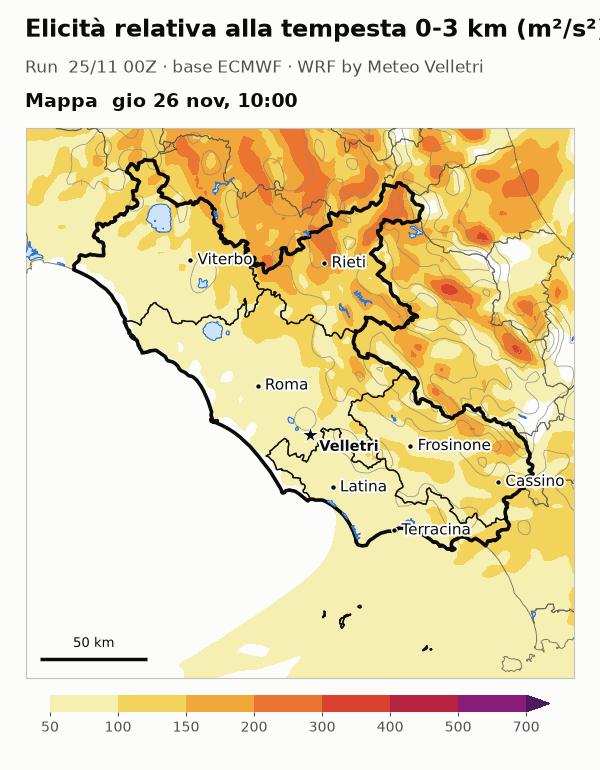 Elicità relativa alla tempesta 0-3 km (m²/s²)
Run 25/11 00Z · base ECMWF · WRF by Meteo Velletri
Mappa gio 26 nov, 10:00
Viterbo
Rieti
Roma
Velletri
Frosinone
Cassino
Latina
Terracina
50 km
50 100 150 200 300 400 500 700